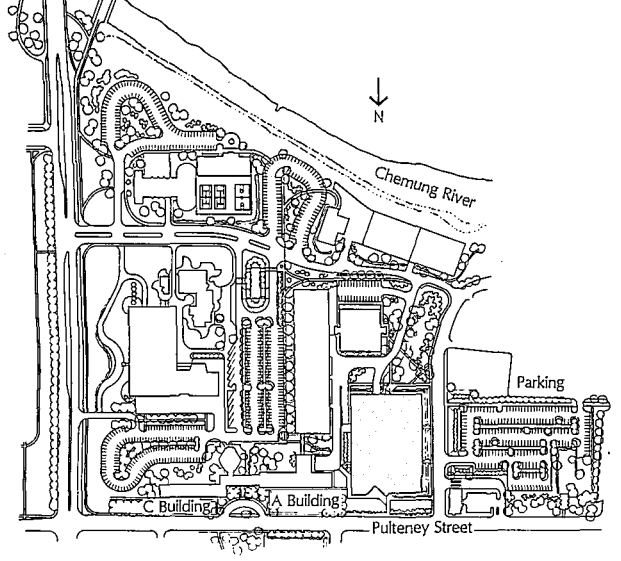 N
Chemung River
Parking
C Building
A Building
Pulteney Street